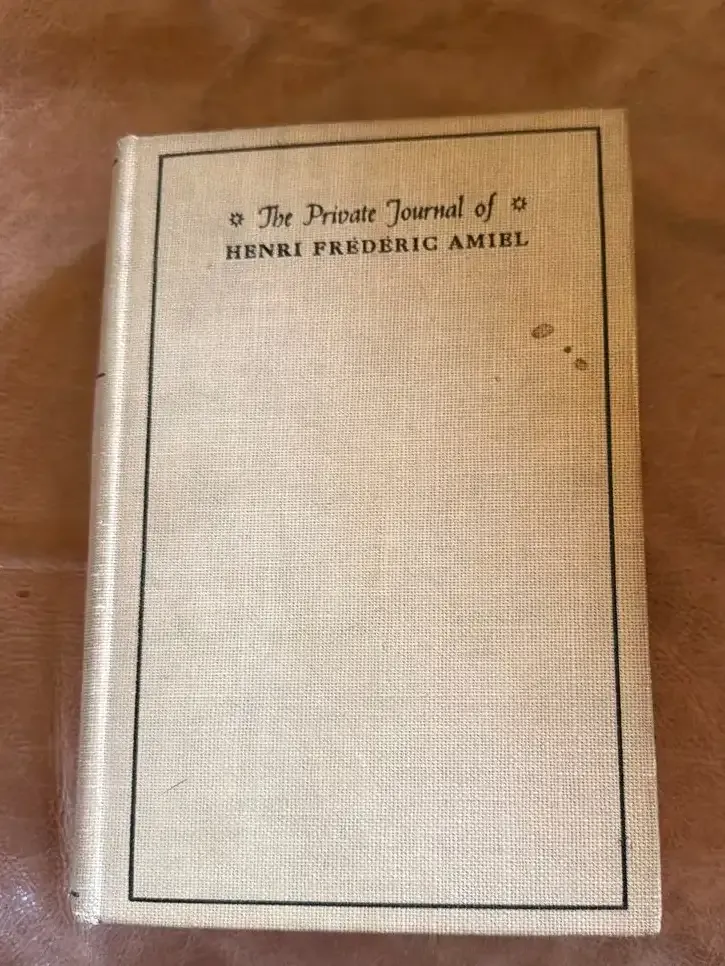 The Private Journal of
HENRI FRÉDÉRIC AMIEL